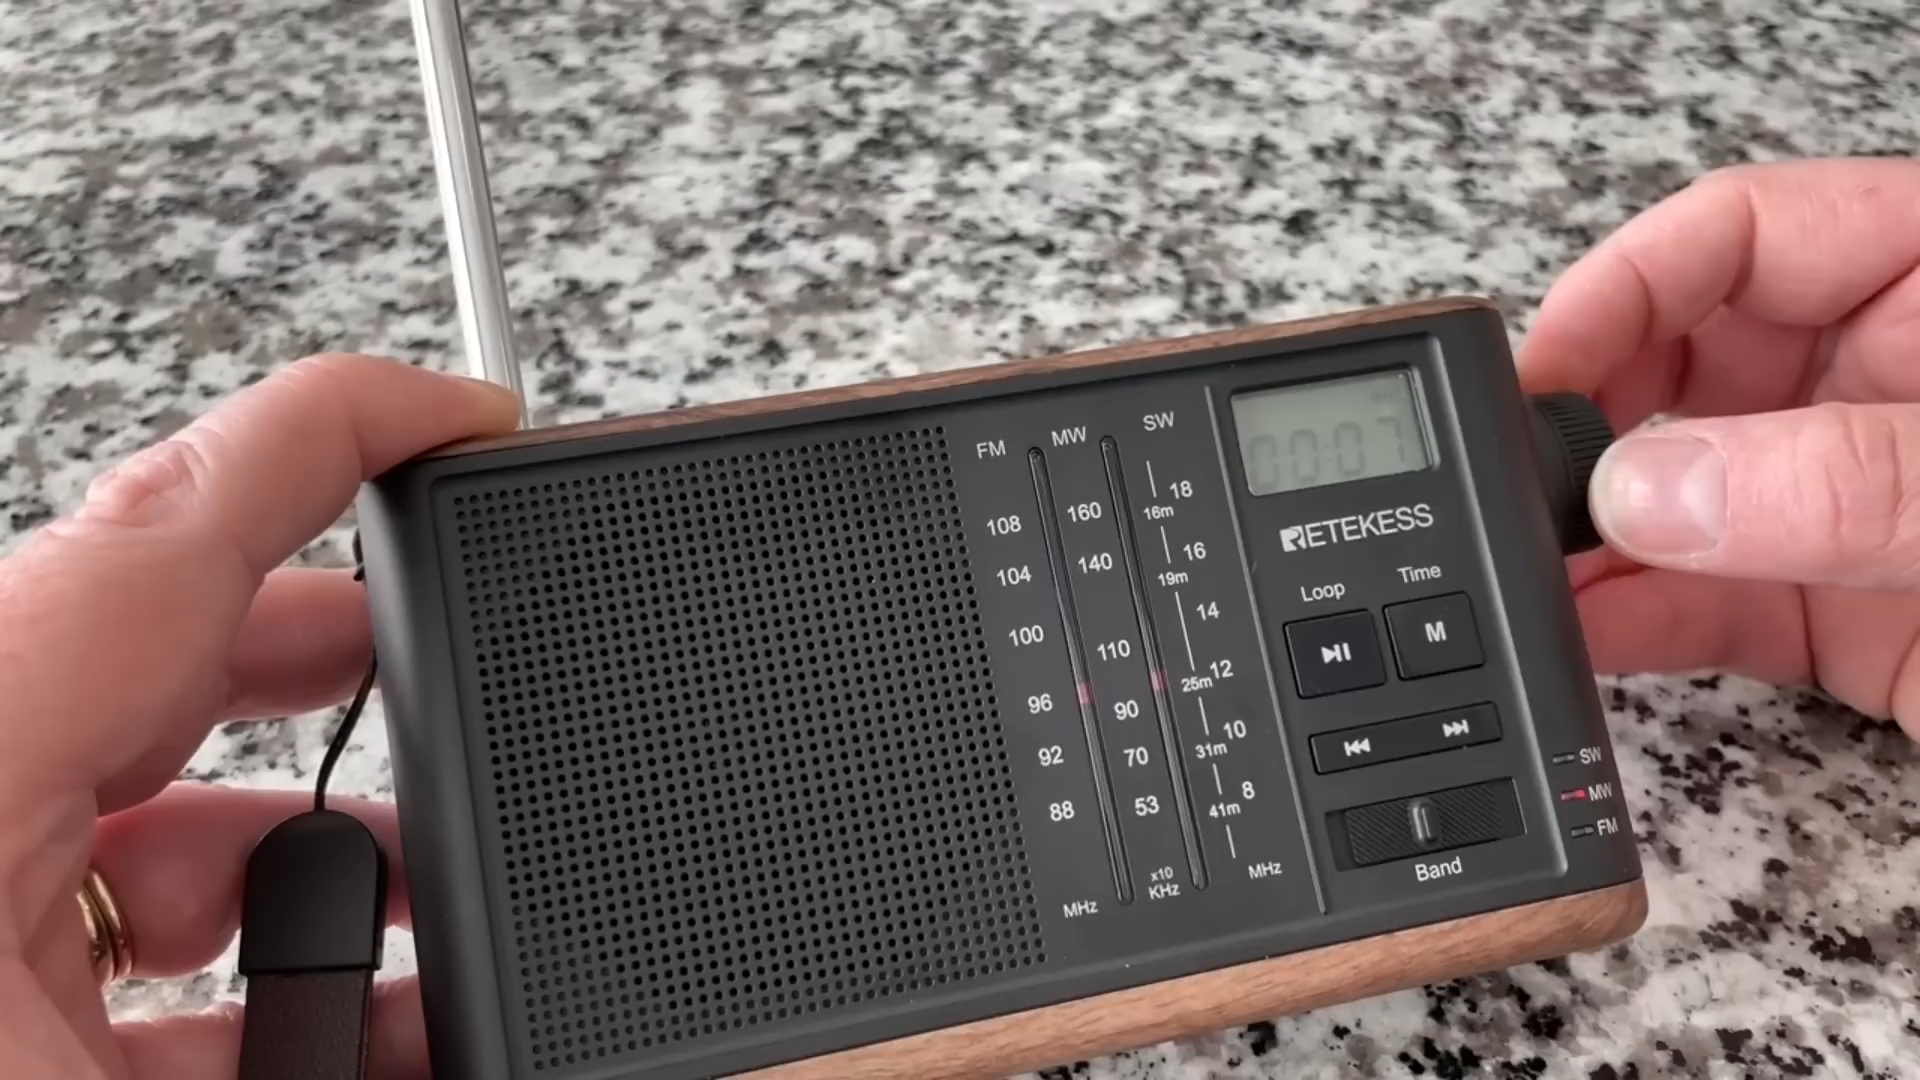 FM MW SW
108
104
100
96
92
88
MHz
160
140
110
90
70
53
x10
KHz
18
16m
16
19m
14
12
25m
10
31m
8
41m
MHz
00:07
RETEKESS
Loop Time
M
Band
SW
MW
FM